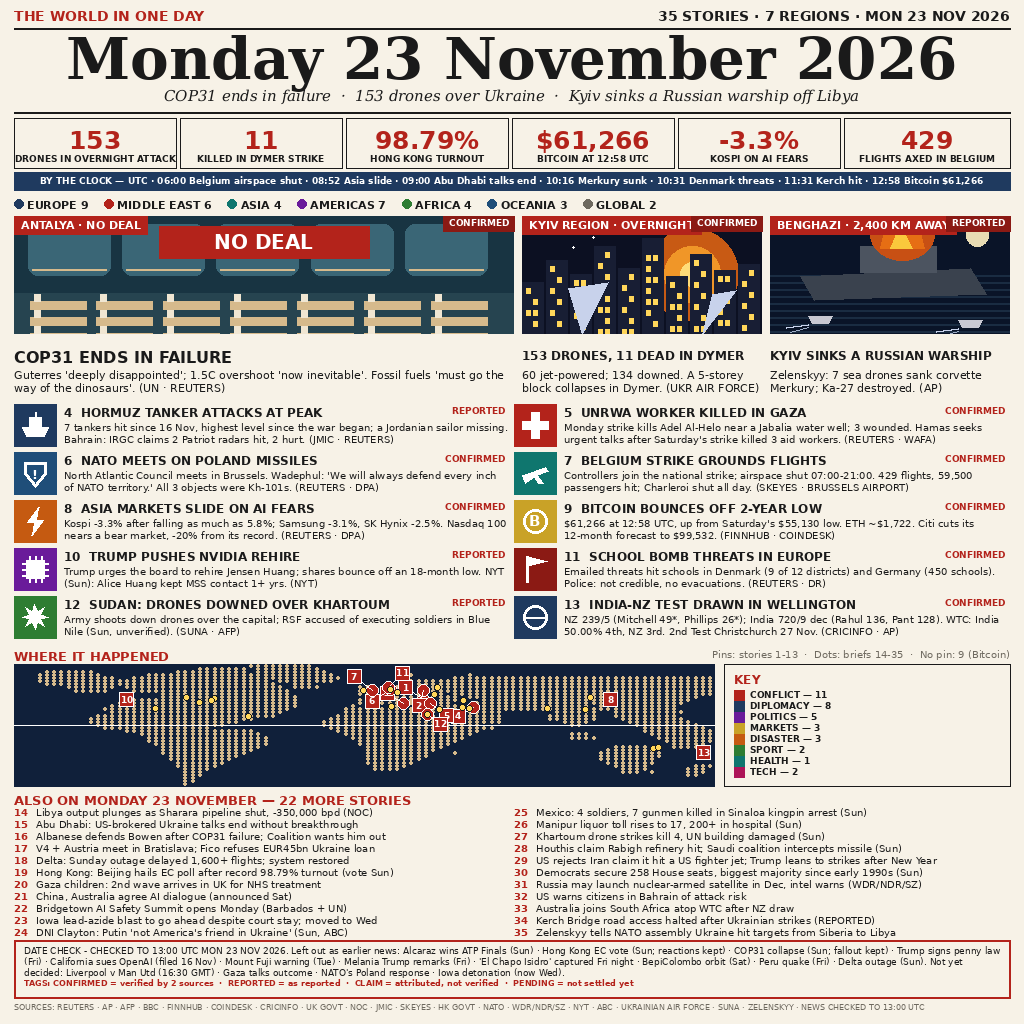 THE WORLD IN ONE DAY
35 STORIES · 7 REGIONS · MON 23 NOV 2026
Monday 23 November 2026
COP31 ends in failure · 153 drones over Ukraine · Kyiv sinks a Russian warship off Libya
153
DRONES IN OVERNIGHT ATTACK
11
KILLED IN DYMER STRIKE
98.79%
HONG KONG TURNOUT
$61,266
BITCOIN AT 12:58 UTC
-3.3%
KOSPI ON AI FEARS
429
FLIGHTS AXED IN BELGIUM
BY THE CLOCK — UTC · 06:00 Belgium airspace shut · 08:52 Asia slide · 09:00 Abu Dhabi talks end · 10:16 Merkury sunk · 10:31 Denmark threats · 11:31 Kerch hit · 12:58 Bitcoin $61,266
EUROPE 9
MIDDLE EAST 6
ASIA 4
AMERICAS 7
AFRICA 4
OCEANIA 3
GLOBAL 2
ANTALYA · NO DEAL
CONFIRMED
NO DEAL
KYIV REGION · OVERNIGHT
CONFIRMED
BENGHAZI · 2,400 KM AWAY
REPORTED
COP31 ENDS IN FAILURE
Guterres 'deeply disappointed'; 1.5C overshoot 'now inevitable'. Fossil fuels 'must go the
way of the dinosaurs'. (UN · REUTERS)
153 DRONES, 11 DEAD IN DYMER
60 jet-powered; 134 downed. A 5-storey
block collapses in Dymer. (UKR AIR FORCE)
KYIV SINKS A RUSSIAN WARSHIP
Zelenskyy: 7 sea drones sank corvette
Merkury; Ka-27 destroyed. (AP)
4 HORMUZ TANKER ATTACKS AT PEAK
REPORTED
7 tankers hit since 16 Nov, highest level since the war began; a Jordanian sailor missing.
Bahrain: IRGC claims 2 Patriot radars hit, 2 hurt. (JMIC · REUTERS)
5 UNRWA WORKER KILLED IN GAZA
CONFIRMED
Monday strike kills Adel Al-Helo near a Jabalia water well; 3 wounded. Hamas seeks
urgent talks after Saturday's strike killed 3 aid workers. (REUTERS · WAFA)
6 NATO MEETS ON POLAND MISSILES
CONFIRMED
North Atlantic Council meets in Brussels. Wadephul: 'We will always defend every inch
of NATO territory.' All 3 objects were Kh-101s. (REUTERS · DPA)
7 BELGIUM STRIKE GROUNDS FLIGHTS
CONFIRMED
Controllers join the national strike; airspace shut 07:00-21:00. 429 flights, 59,500
passengers hit; Charleroi shut all day. (SKEYES · BRUSSELS AIRPORT)
8 ASIA MARKETS SLIDE ON AI FEARS
CONFIRMED
Kospi -3.3% after falling as much as 5.8%; Samsung -3.1%, SK Hynix -2.5%. Nasdaq 100
nears a bear market, -20% from its record. (REUTERS · DPA)
9 BITCOIN BOUNCES OFF 2-YEAR LOW
CONFIRMED
B
$61,266 at 12:58 UTC, up from Saturday's $55,130 low. ETH ~$1,722. Citi cuts its
12-month forecast to $99,532. (FINNHUB · COINDESK)
10 TRUMP PUSHES NVIDIA REHIRE
REPORTED
Trump urges the board to rehire Jensen Huang; shares bounce off an 18-month low. NYT
(Sun): Alice Huang kept MSS contact 1+ yrs. (NYT)
11 SCHOOL BOMB THREATS IN EUROPE
CONFIRMED
Emailed threats hit schools in Denmark (9 of 12 districts) and Germany (450 schools).
Police: not credible, no evacuations. (REUTERS · DR)
12 SUDAN: DRONES DOWNED OVER KHARTOUM
REPORTED
Army shoots down drones over the capital; RSF accused of executing soldiers in Blue
Nile (Sun, unverified). (SUNA · AFP)
13 INDIA-NZ TEST DRAWN IN WELLINGTON
CONFIRMED
NZ 239/5 (Mitchell 49*, Phillips 26*); India 720/9 dec (Rahul 136, Pant 128). WTC: India
50.00% 4th, NZ 3rd. 2nd Test Christchurch 27 Nov. (CRICINFO · AP)
WHERE IT HAPPENED
Pins: stories 1-13 · Dots: briefs 14-35 · No pin: 9 (Bitcoin)
10
7
11
1
6
2
5
4
12
8
13
KEY
CONFLICT — 11
DIPLOMACY — 8
POLITICS — 5
MARKETS — 3
DISASTER — 3
SPORT — 2
HEALTH — 1
TECH — 2
ALSO ON MONDAY 23 NOVEMBER — 22 MORE STORIES
14 Libya output plunges as Sharara pipeline shut, -350,000 bpd (NOC)
15 Abu Dhabi: US-brokered Ukraine talks end without breakthrough
16 Albanese defends Bowen after COP31 failure; Coalition wants him out
17 V4 + Austria meet in Bratislava; Fico refuses EUR45bn Ukraine loan
18 Delta: Sunday outage delayed 1,600+ flights; system restored
19 Hong Kong: Beijing hails EC poll after record 98.79% turnout (vote Sun)
20 Gaza children: 2nd wave arrives in UK for NHS treatment
21 China, Australia agree AI dialogue (announced Sat)
22 Bridgetown AI Safety Summit opens Monday (Barbados + UN)
23 Iowa lead-azide blast to go ahead despite court stay; moved to Wed
24 DNI Clayton: Putin 'not America's friend in Ukraine' (Sun, ABC)
25 Mexico: 4 soldiers, 7 gunmen killed in Sinaloa kingpin arrest (Sun)
26 Manipur liquor toll rises to 17, 200+ in hospital (Sun)
27 Khartoum drone strikes kill 4, UN building damaged (Sun)
28 Houthis claim Rabigh refinery hit; Saudi coalition intercepts missile (Sun)
29 US rejects Iran claim it hit a US fighter jet; Trump leans to strikes after New Year
30 Democrats secure 258 House seats, biggest majority since early 1990s (Sun)
31 Russia may launch nuclear-armed satellite in Dec, intel warns (WDR/NDR/SZ)
32 US warns citizens in Bahrain of attack risk
33 Australia joins South Africa atop WTC after NZ draw
34 Kerch Bridge road access halted after Ukrainian strikes (REPORTED)
35 Zelenskyy tells NATO assembly Ukraine hit targets from Siberia to Libya
DATE CHECK - CHECKED TO 13:00 UTC MON 23 NOV 2026. Left out as earlier news: Alcaraz wins ATP Finals (Sun) · Hong Kong EC vote (Sun; reactions kept) · COP31 collapse (Sun; fallout kept) · Trump signs penny law
(Fri) · California sues OpenAI (filed 16 Nov) · Mount Fuji warning (Tue) · Melania Trump remarks (Fri) · 'El Chapo Isidro' captured Fri night · BepiColombo orbit (Sat) · Peru quake (Fri) · Delta outage (Sun). Not yet
decided: Liverpool v Man Utd (16:30 GMT) · Gaza talks outcome · NATO's Poland response · Iowa detonation (now Wed).
TAGS: CONFIRMED = verified by 2 sources · REPORTED = as reported · CLAIM = attributed, not verified · PENDING = not settled yet
SOURCES: REUTERS · AP · AFP · BBC · FINNHUB · COINDESK · CRICINFO · UK GOVT · NOC · JMIC · SKEYES · HK GOVT · NATO · WDR/NDR/SZ · NYT · ABC · UKRAINIAN AIR FORCE · SUNA · ZELENSKYY · NEWS CHECKED TO 13:00 UTC